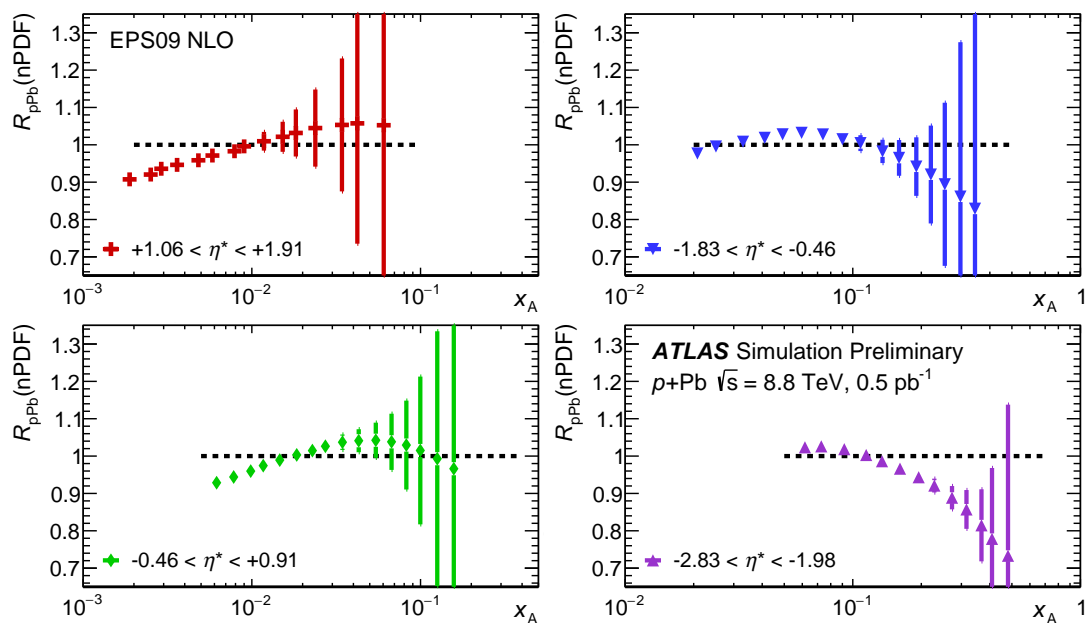 R_pPb(nPDF)
1.3
1.2
1.1
1
0.9
0.8
0.7
EPS09 NLO
+1.06 < η* < +1.91
10⁻³
10⁻²
10⁻¹
x_A
R_pPb(nPDF)
1.3
1.2
1.1
1
0.9
0.8
0.7
-1.83 < η* < -0.46
10⁻²
10⁻¹
1
x_A
R_pPb(nPDF)
1.3
1.2
1.1
1
0.9
0.8
0.7
-0.46 < η* < +0.91
10⁻³
10⁻²
10⁻¹
x_A
R_pPb(nPDF)
1.3
1.2
1.1
1
0.9
0.8
0.7
ATLAS Simulation Preliminary
p+Pb √s = 8.8 TeV, 0.5 pb⁻¹
-2.83 < η* < -1.98
10⁻²
10⁻¹
1
x_A